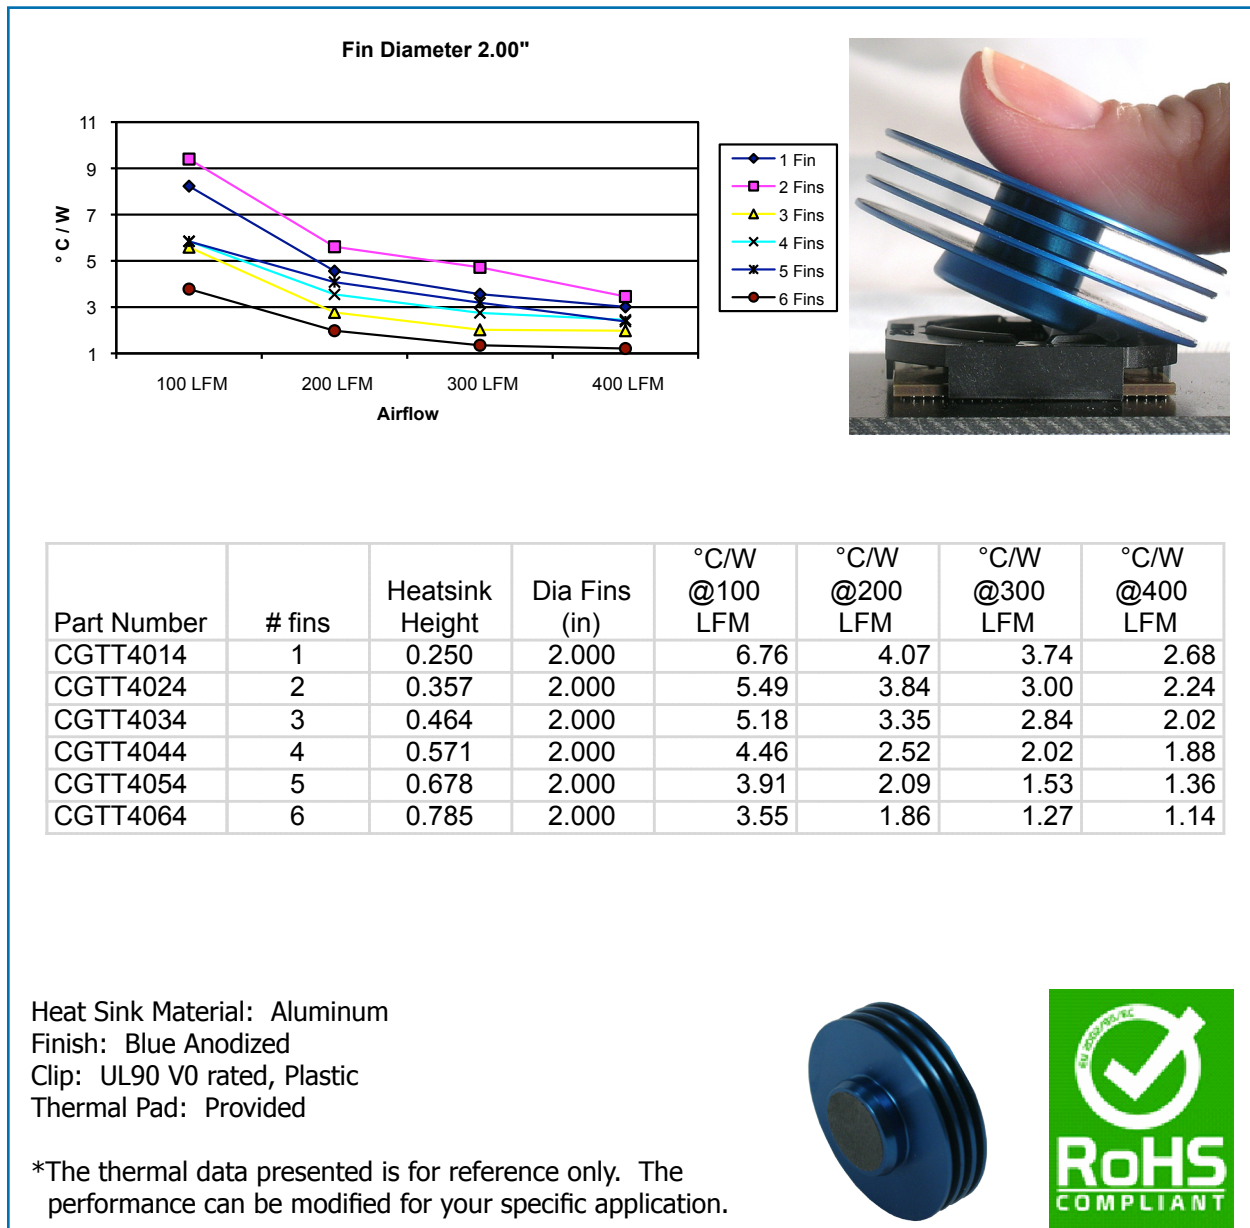 Fin Diameter 2.00"
11
9
7
5
3
1
° C / W
100 LFM 200 LFM 300 LFM 400 LFM
Airflow
1 Fin
2 Fins
3 Fins
4 Fins
5 Fins
6 Fins
Part Number # fins Heatsink Height Dia Fins (in) °C/W @100 LFM °C/W @200 LFM °C/W @300 LFM °C/W @400 LFM
CGTT4014 1 0.250 2.000 6.76 4.07 3.74 2.68
CGTT4024 2 0.357 2.000 5.49 3.84 3.00 2.24
CGTT4034 3 0.464 2.000 5.18 3.35 2.84 2.02
CGTT4044 4 0.571 2.000 4.46 2.52 2.02 1.88
CGTT4054 5 0.678 2.000 3.91 2.09 1.53 1.36
CGTT4064 6 0.785 2.000 3.55 1.86 1.27 1.14
Heat Sink Material: Aluminum
Finish: Blue Anodized
Clip: UL90 V0 rated, Plastic
Thermal Pad: Provided
*The thermal data presented is for reference only. The
performance can be modified for your specific application.
EU 2002/95/EC
RoHS
COMPLIANT